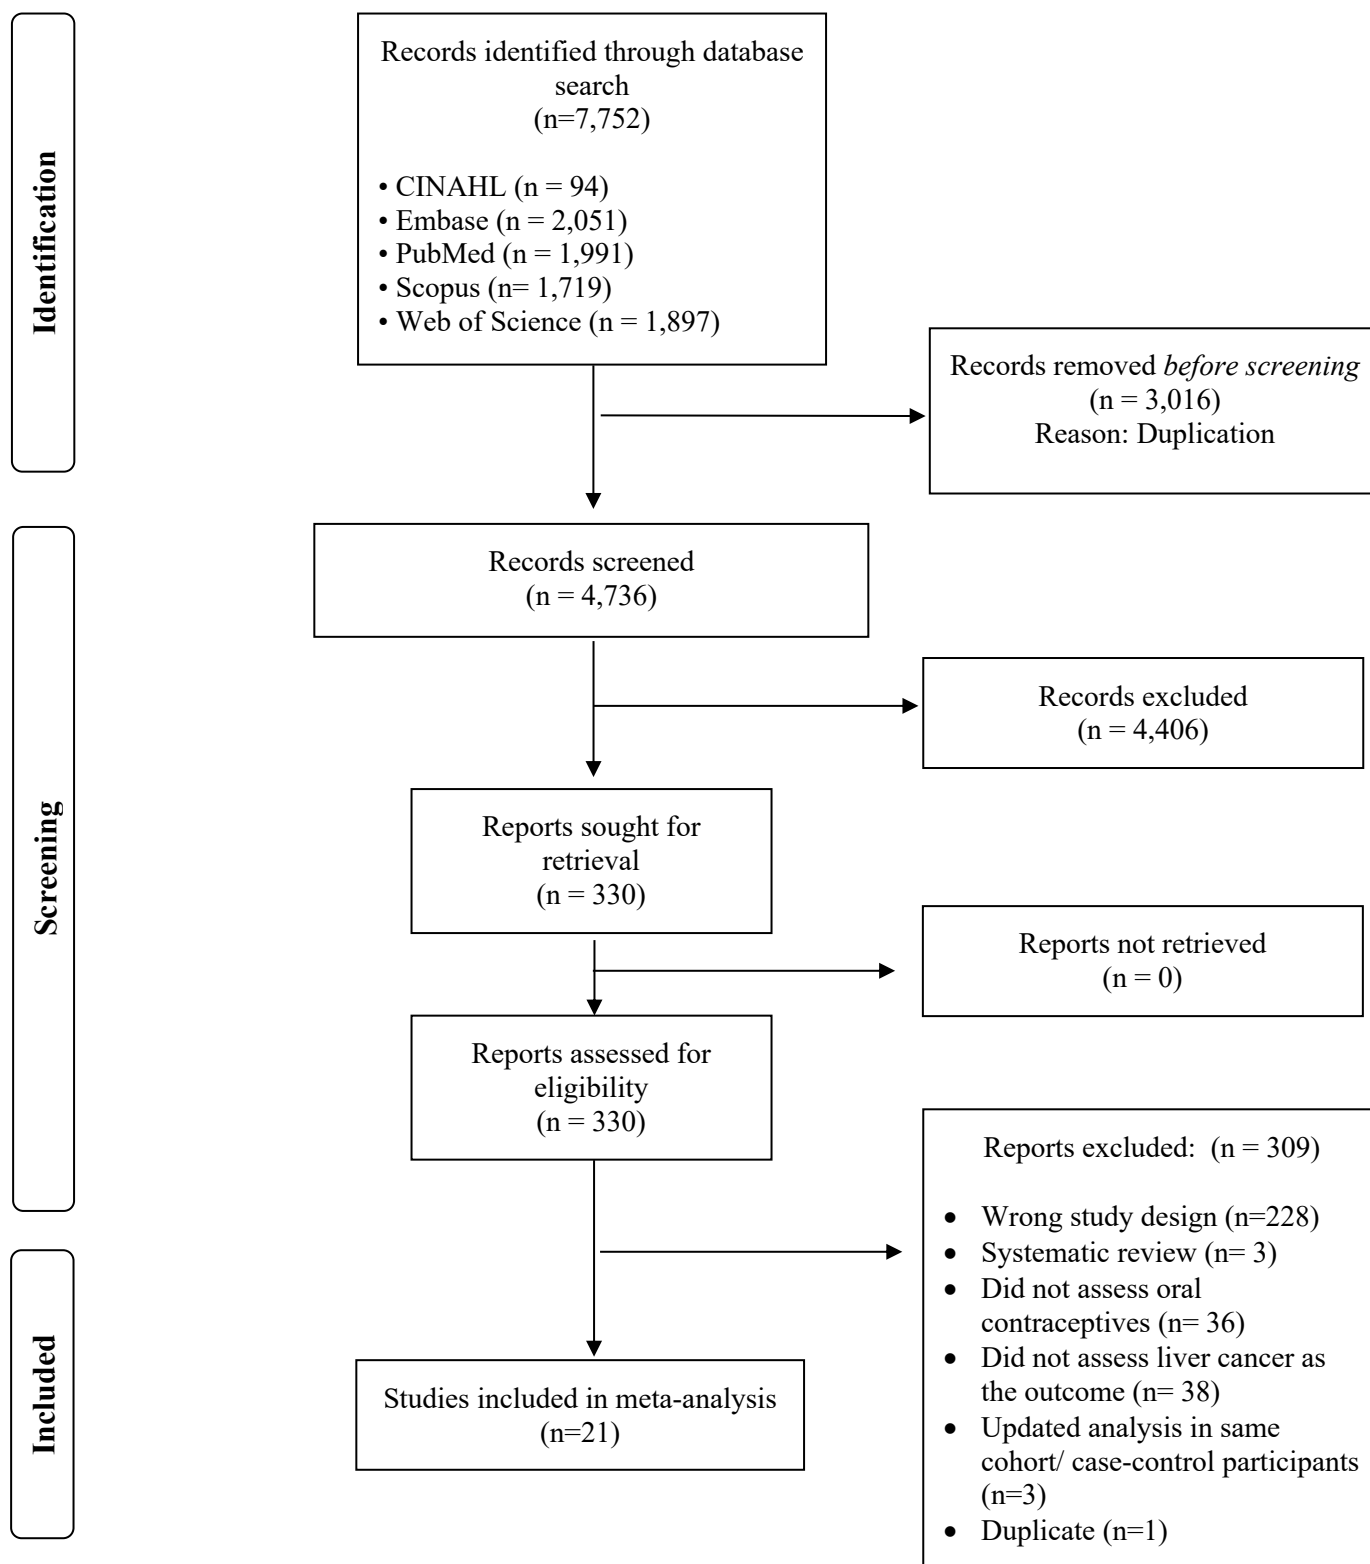 Identification
Records identified through database
search
(n=7,752)
• CINAHL (n = 94)
• Embase (n = 2,051)
• PubMed (n = 1,991)
• Scopus (n= 1,719)
• Web of Science (n = 1,897)
Records removed before screening
(n = 3,016)
Reason: Duplication
Screening
Records screened
(n = 4,736)
Records excluded
(n = 4,406)
Reports sought for
retrieval
(n = 330)
Reports not retrieved
(n = 0)
Reports assessed for
eligibility
(n = 330)
Reports excluded:  (n = 309)
• Wrong study design (n=228)
• Systematic review (n= 3)
• Did not assess oral
contraceptives (n= 36)
• Did not assess liver cancer as
the outcome (n= 38)
• Updated analysis in same
cohort/ case-control participants
(n=3)
• Duplicate (n=1)
Included
Studies included in meta-analysis
(n=21)